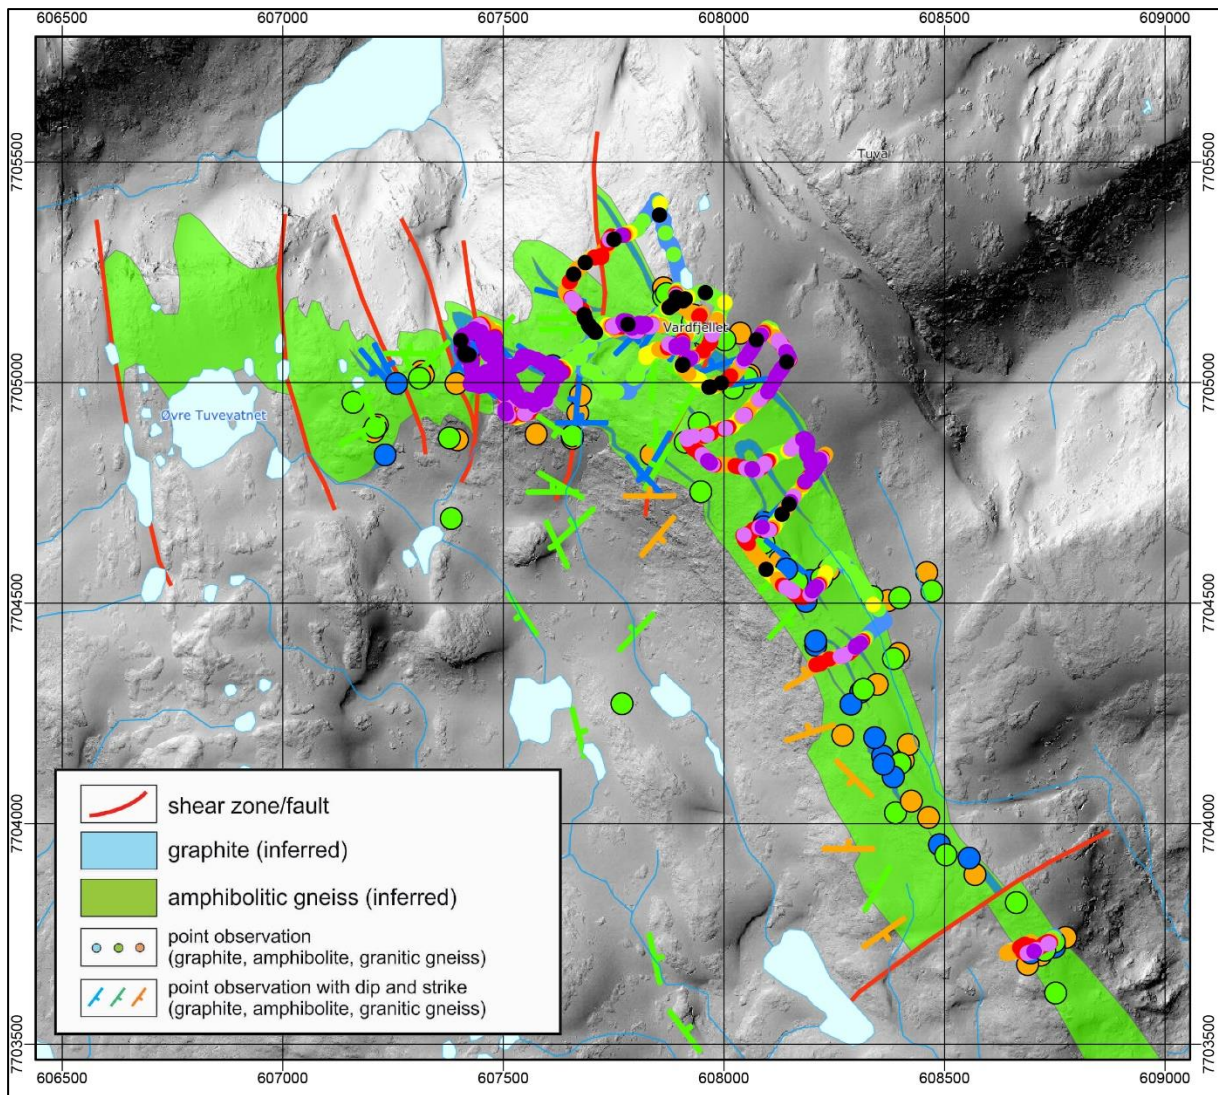 606500 607000 607500 608000 608500 609000
7705500
7705000
7704500
7704000
7703500
7705500
7705000
7704500
7704000
7703500
Tuva
Vardfjellet
Øvre Tuvevatnet
shear zone/fault
graphite (inferred)
amphibolitic gneiss (inferred)
point observation
(graphite, amphibolite, granitic gneiss)
point observation with dip and strike
(graphite, amphibolite, granitic gneiss)
606500 607000 607500 608000 608500 609000